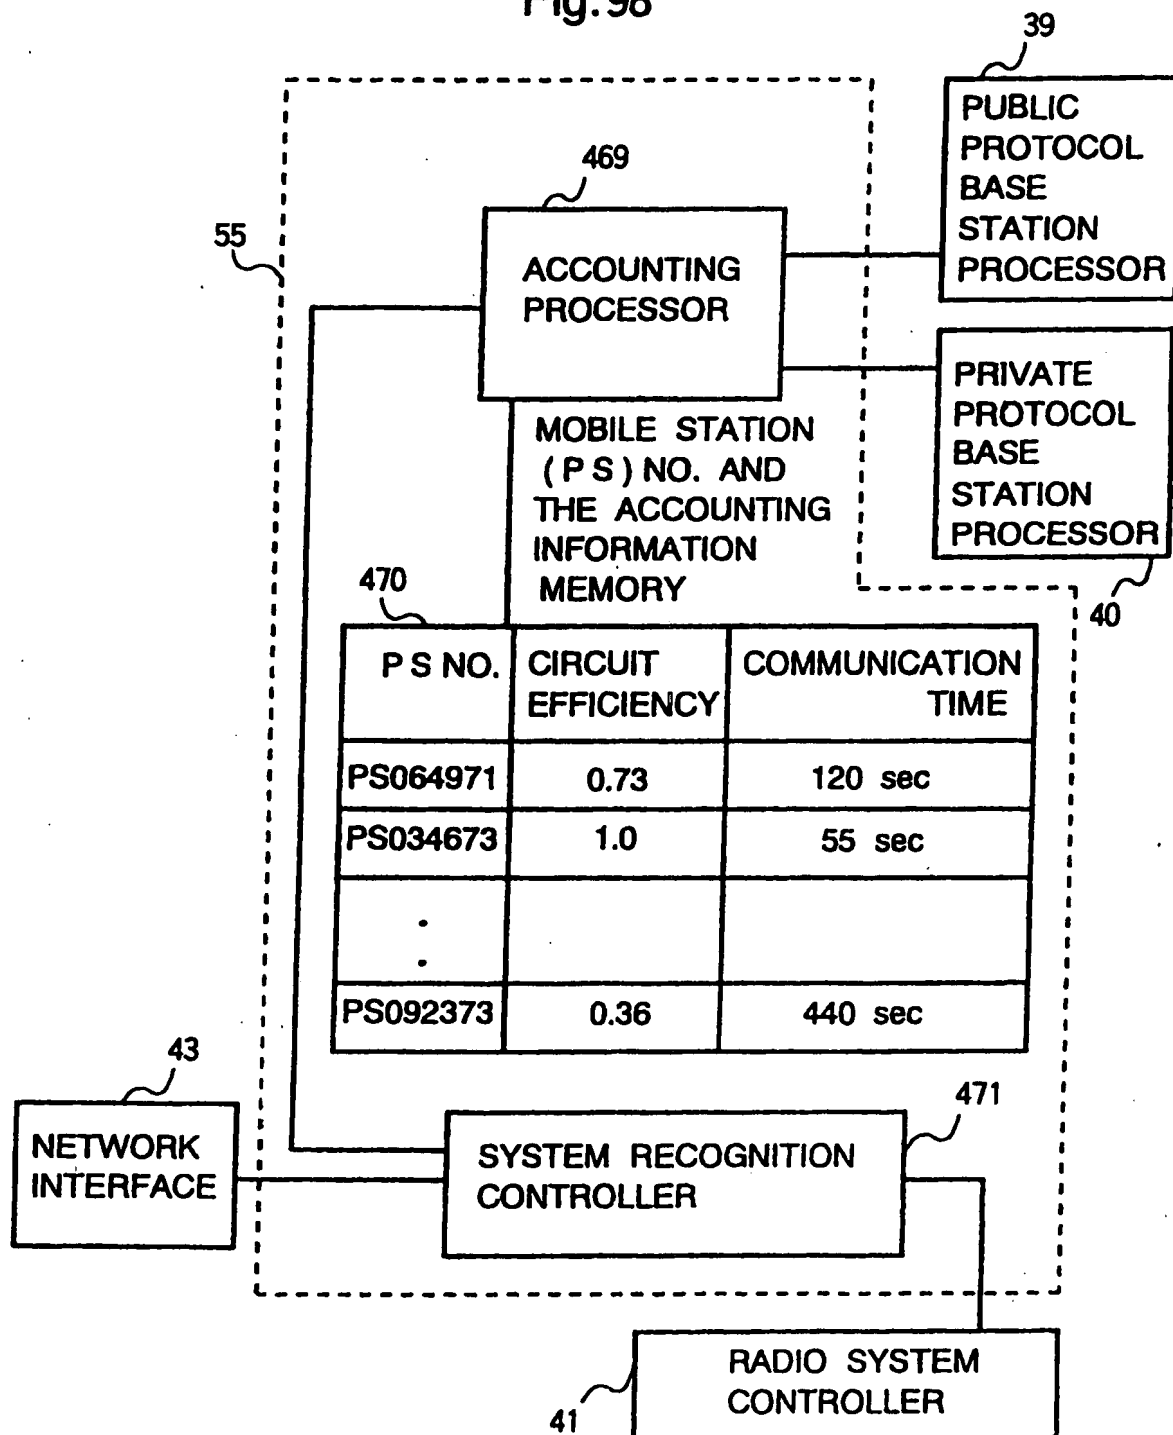 Fig. 98
39
PUBLIC
PROTOCOL
BASE
STATION
PROCESSOR
469
55
ACCOUNTING
PROCESSOR
PRIVATE
PROTOCOL
BASE
STATION
PROCESSOR
40
MOBILE STATION
(PS) NO. AND
THE ACCOUNTING
INFORMATION
MEMORY
470
PS NO. CIRCUIT EFFICIENCY COMMUNICATION TIME
PS064971 0.73 120 sec
PS034673 1.0 55 sec
PS092373 0.36 440 sec
43
NETWORK
INTERFACE
471
SYSTEM RECOGNITION
CONTROLLER
RADIO SYSTEM
CONTROLLER
41